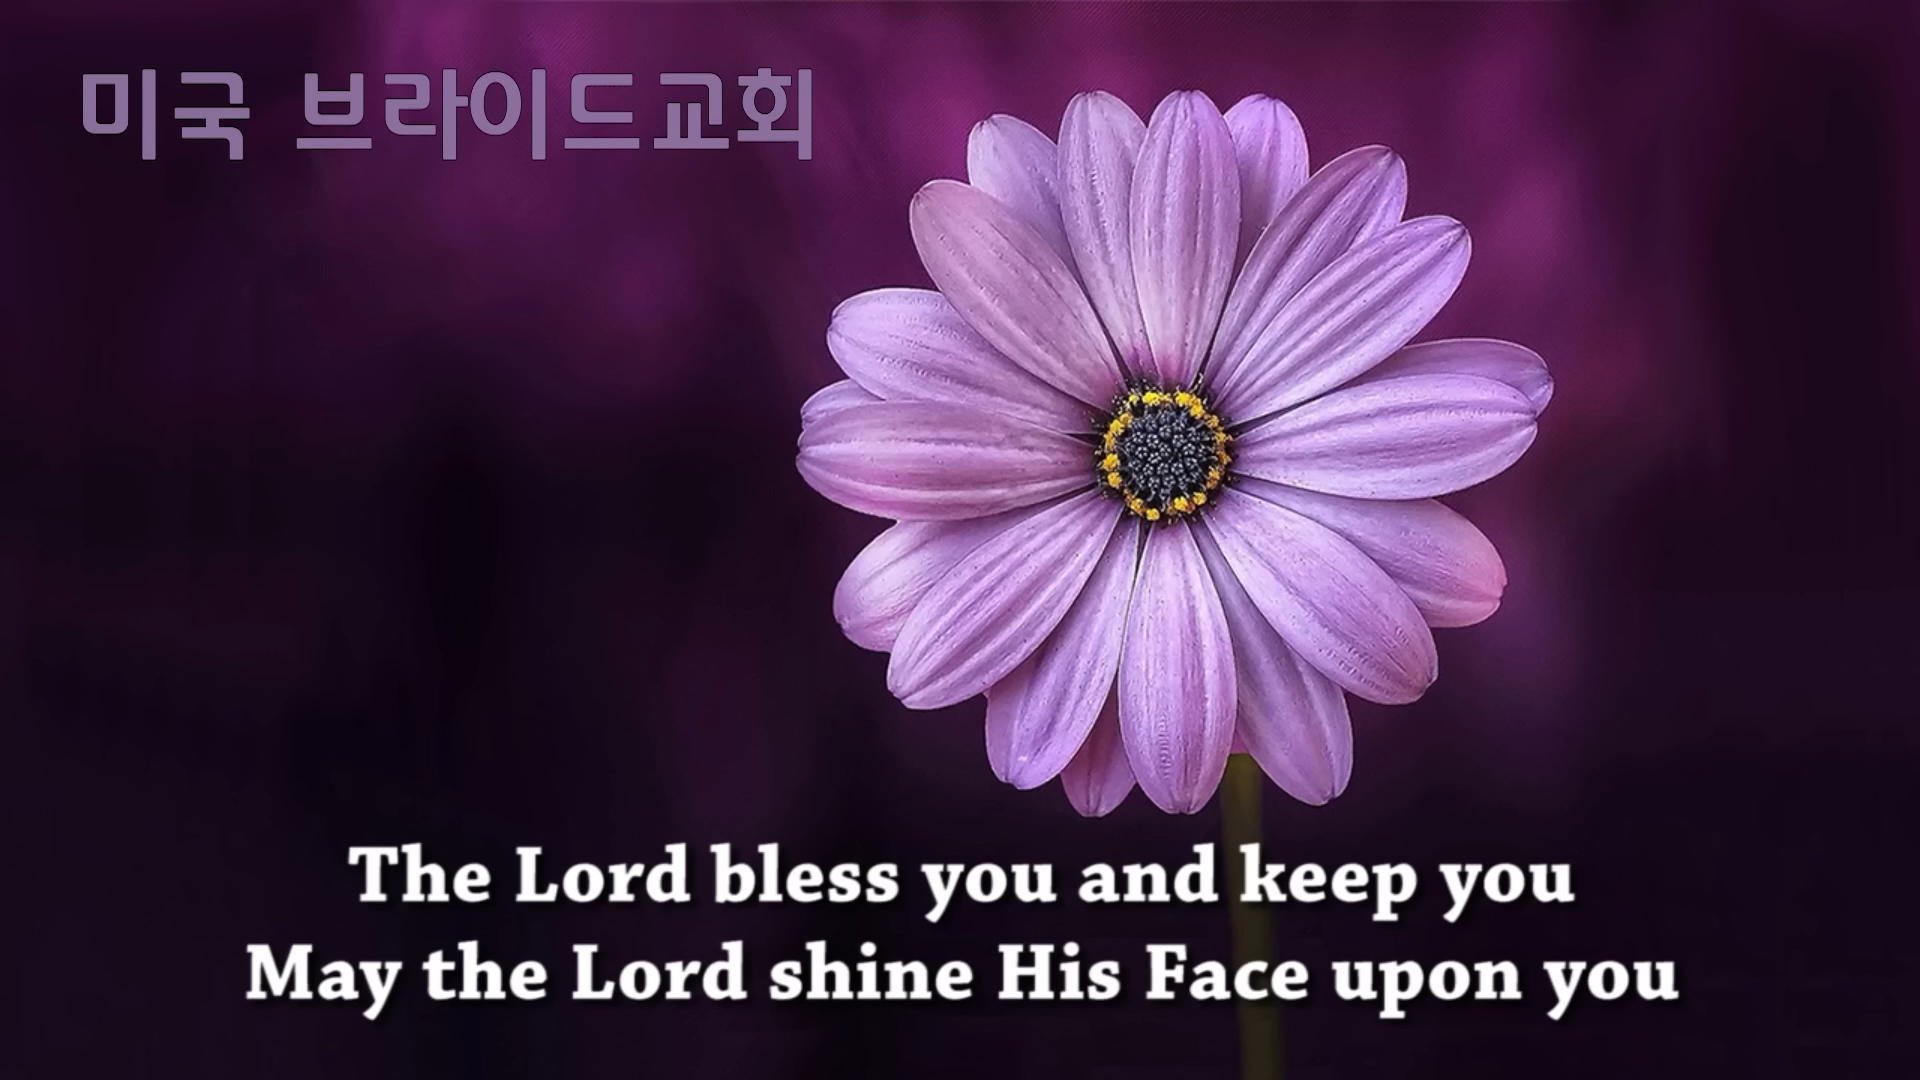 미국 브라이드교회
The Lord bless you and keep you
May the Lord shine His Face upon you